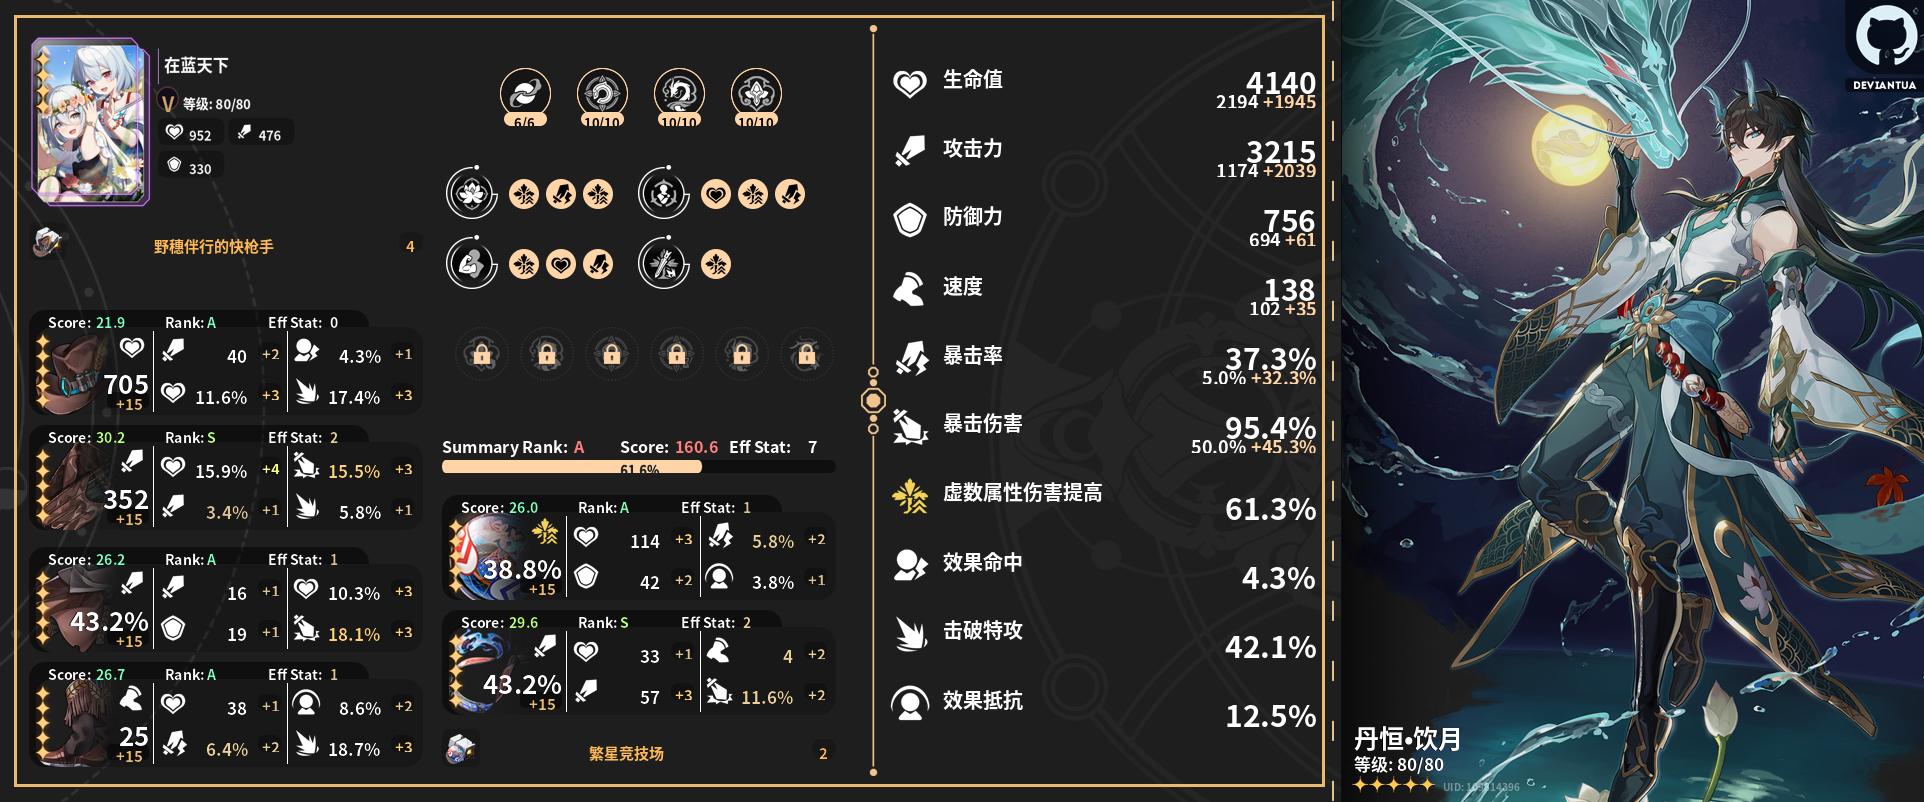 在蓝天下
V 等级: 80/80
952 476
330
野穗伴行的快枪手 4
Score: 21.9 Rank: A Eff Stat: 0
705 +15
40 +2 4.3% +1
11.6% +3 17.4% +3
Score: 30.2 Rank: S Eff Stat: 2
352 +15
15.9% +4 15.5% +3
3.4% +1 5.8% +1
Score: 26.2 Rank: A Eff Stat: 1
43.2% +15
16 +1 10.3% +3
19 +1 18.1% +3
Score: 26.7 Rank: A Eff Stat: 1
25 +15
38 +1 8.6% +2
6.4% +2 18.7% +3
6/6 10/10 10/10 10/10
Summary Rank: A Score: 160.6 Eff Stat: 7
61.6%
Score: 26.0 Rank: A Eff Stat: 1
38.8% +15
114 +3 5.8% +2
42 +2 3.8% +1
Score: 29.6 Rank: S Eff Stat: 2
43.2% +15
33 +1 4 +2
57 +3 11.6% +2
繁星竞技场 2
生命值 4140
2194 +1945
攻击力 3215
1174 +2039
防御力 756
694 +61
速度 138
102 +35
暴击率 37.3%
5.0% +32.3%
暴击伤害 95.4%
50.0% +45.3%
虚数属性伤害提高 61.3%
效果命中 4.3%
击破特攻 42.1%
效果抵抗 12.5%
DEVIANTUA
丹恒•饮月
等级: 80/80